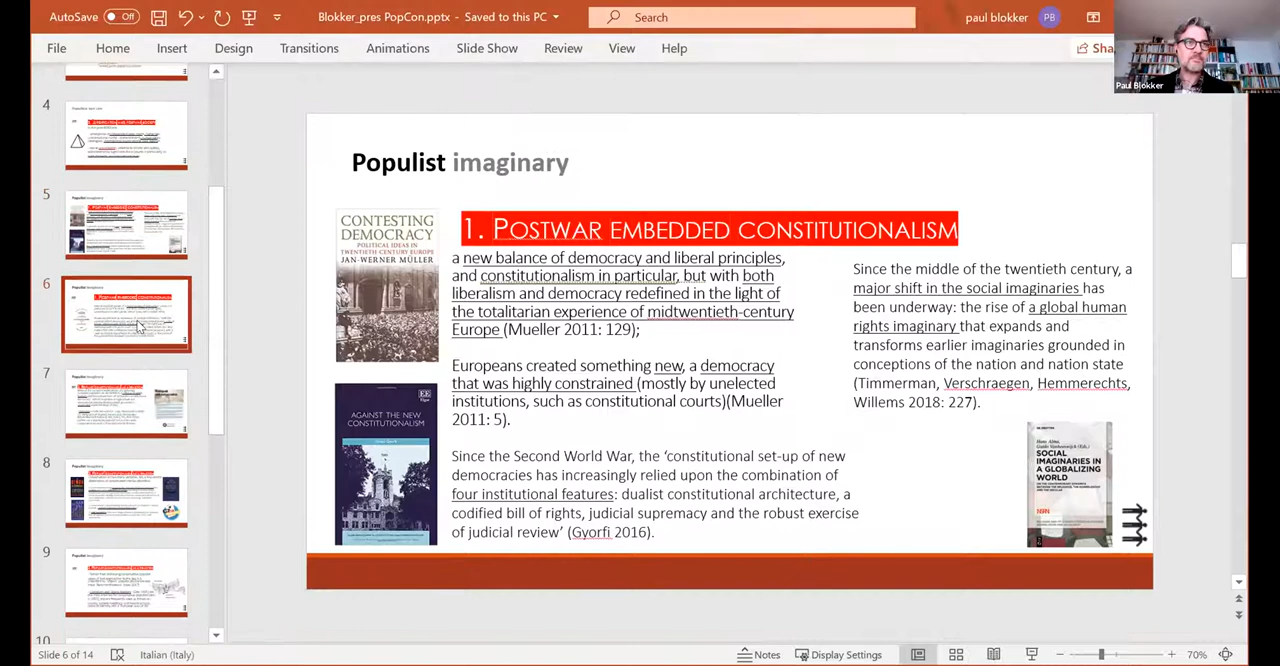 AutoSave Off
Blokker_pres PopCon.pptx - Saved to this PC
Search
paul blokker PB
File Home Insert Design Transitions Animations Slide Show Review View Help
Sha
Paul Blokker
4
5
6
7
8
9
10
Populist imaginary
1. POSTWAR EMBEDDED CONSTITUTIONALISM
CONTESTING
DEMOCRACY
POLITICAL IDEAS IN
TWENTIETH CENTURY EUROPE
JAN-WERNER MÜLLER
a new balance of democracy and liberal principles,
and constitutionalism in particular, but with both
liberalism and democracy redefined in the light of
the totalitarian experience of midtwentieth-century
Europe (Mueller 2011: 129);
Europeans created something new, a democracy
that was highly constrained (mostly by unelected
institutions such as constitutional courts)(Mueller
2011: 5).
Since the Second World War, the ‘constitutional set-up of new
democracies has increasingly relied upon the combination of
four institutional features: dualist constitutional architecture, a
codified bill of rights, judicial supremacy and the robust exercise
of judicial review’ (Gyorfi 2016).
EE
Elgar
AGAINST THE NEW
CONSTITUTIONALISM
Since the middle of the twentieth century, a
major shift in the social imaginaries has
been underway: the rise of a global human
rights imaginary that expands and
transforms earlier imaginaries grounded in
conceptions of the nation and nation state
(Timmerman, Verschraegen, Hemmerechts,
Willems 2018: 227).
SOCIAL
IMAGINARIES
IN A
GLOBALIZING
WORLD
Slide 6 of 14
Italian (Italy)
Notes
Display Settings
70%